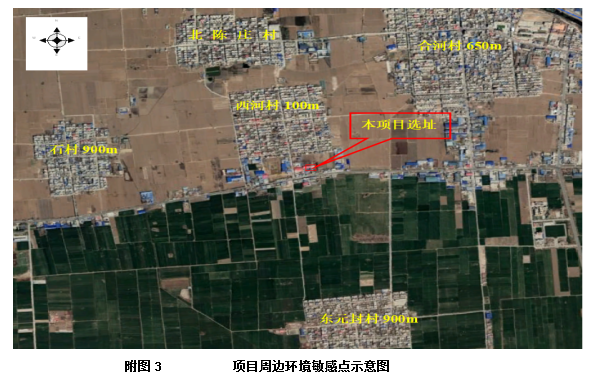 北陈庄村
合河村 650m
西河村 100m
本项目选址
石村 900m
东元封村 900m
附图 3 项目周边环境敏感点示意图